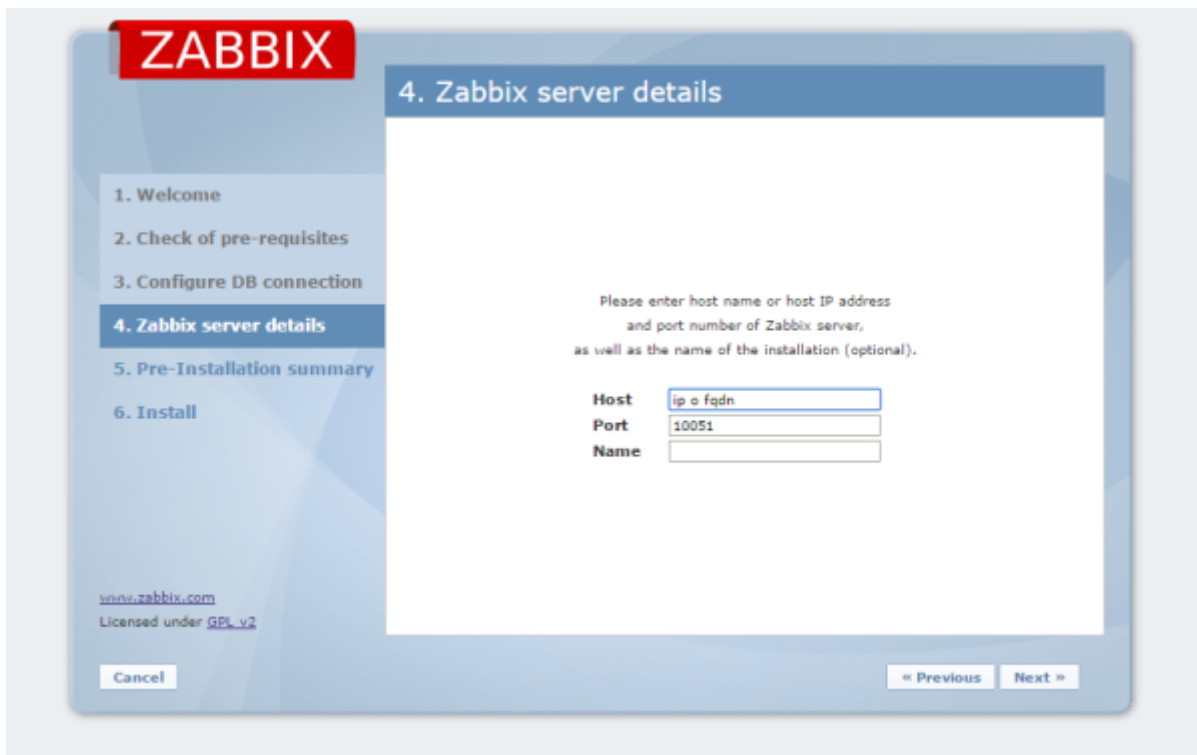 ZABBIX
4. Zabbix server details
1. Welcome
2. Check of pre-requisites
3. Configure DB connection
4. Zabbix server details
5. Pre-Installation summary
6. Install
Please enter host name or host IP address
and port number of Zabbix server,
as well as the name of the installation (optional).
Host ip o fqdn
Port 10051
Name
www.zabbix.com
Licensed under GPL v2
Cancel
« Previous Next »